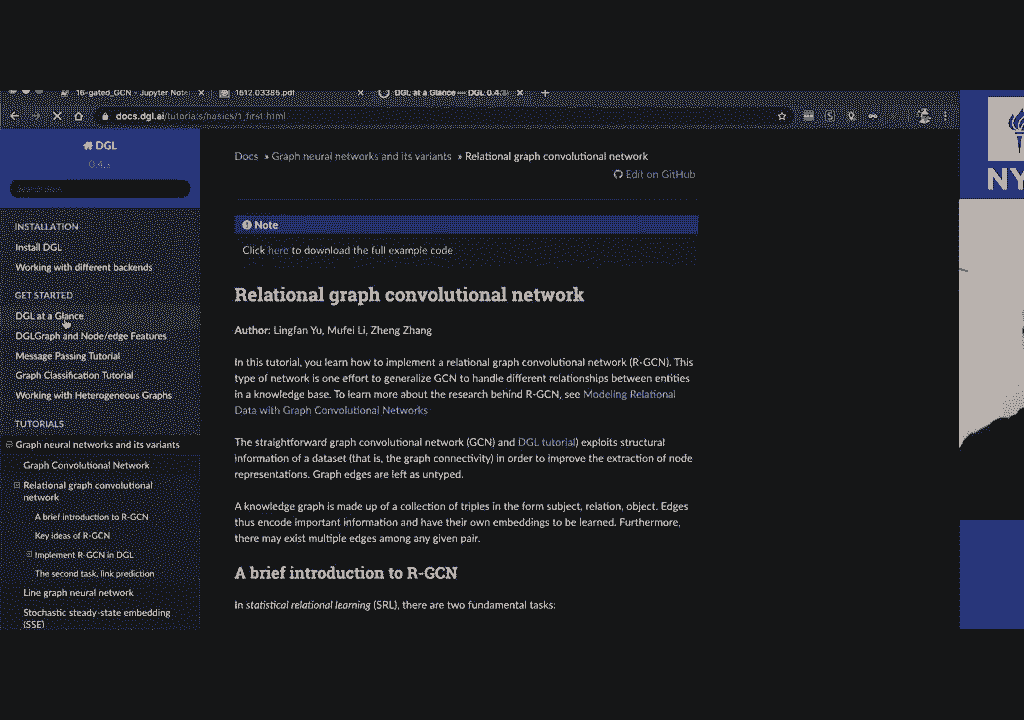 16-gated_GCN - Jupyter Note
1612.03385.pdf
DGL at a Glance — DGL 0.4.3
docs.dgl.ai/tutorials/basics/1_first.html
NY
DGL
Docs » Graph neural networks and its variants » Relational graph convolutional network
Edit on GitHub
INSTALLATION
Install DGL
Working with different backends
GET STARTED
DGL at a Glance
DGLGraph and Node/edge Features
Message Passing Tutorial
Graph Classification Tutorial
Working with Heterogeneous Graphs
TUTORIALS
Graph neural networks and its variants
Graph Convolutional Network
Relational graph convolutional
network
A brief introduction to R-GCN
Key ideas of R-GCN
Implement R-GCN in DGL
The second task, link prediction
Line graph neural network
Stochastic steady-state embedding
(SSE)
Note
Click here to download the full example code
Relational graph convolutional network
Author: Lingfan Yu, Mufei Li, Zheng Zhang
In this tutorial, you learn how to implement a relational graph convolutional network (R-GCN). This
type of network is one effort to generalize GCN to handle different relationships between entities
in a knowledge base. To learn more about the research behind R-GCN, see Modeling Relational
Data with Graph Convolutional Networks
The straightforward graph convolutional network (GCN) and DGL tutorial) exploits structural
information of a dataset (that is, the graph connectivity) in order to improve the extraction of node
representations. Graph edges are left as untyped.
A knowledge graph is made up of a collection of triples in the form subject, relation, object. Edges
thus encode important information and have their own embeddings to be learned. Furthermore,
there may exist multiple edges among any given pair.
A brief introduction to R-GCN
In statistical relational learning (SRL), there are two fundamental tasks: